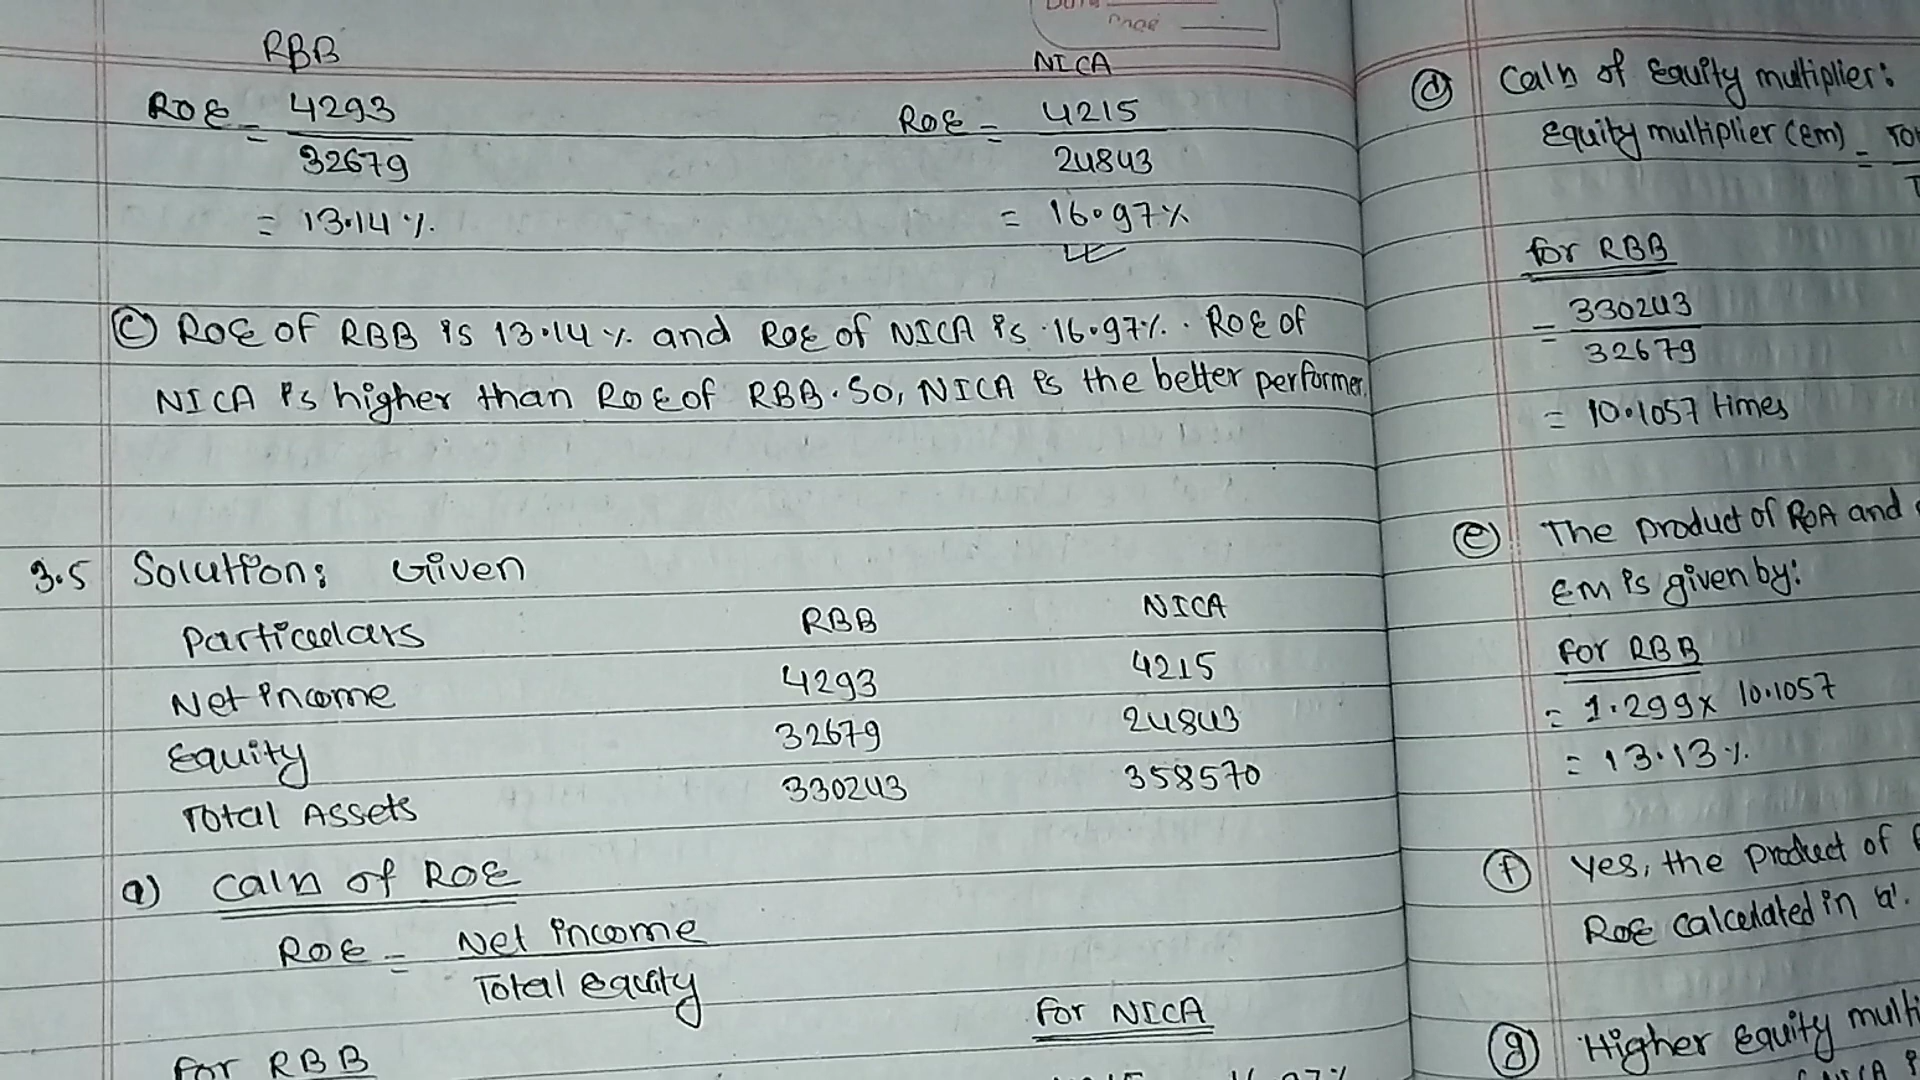 Page
RBB NICA
ROE = 4293 / 32679 ROE = 4215 / 24843
= 13.14 % = 16.97%
(C) ROE OF RBB is 13.14 % and ROE of NICA is 16.97%. ROE of
NICA is higher than ROE of RBB. So, NICA is the better performer.
3.5 Solution: Given
Particulars RBB NICA
Net income 4293 4215
Equity 32679 24843
Total Assets 330243 358570
a) Caln of ROE
ROE = Net income / Total equity
For RBB For NICA
16.97%
(d) Caln of Equity multiplier:
Equity multiplier (EM) =
for RBB
= 330243 / 32679
= 10.1057 times
(e) The product of ROA and
EM is given by:
For RBB
= 1.299 x 10.1057
= 13.13 %.
(f) Yes, the product of
ROE calculated in 'a'.
(g) Higher equity